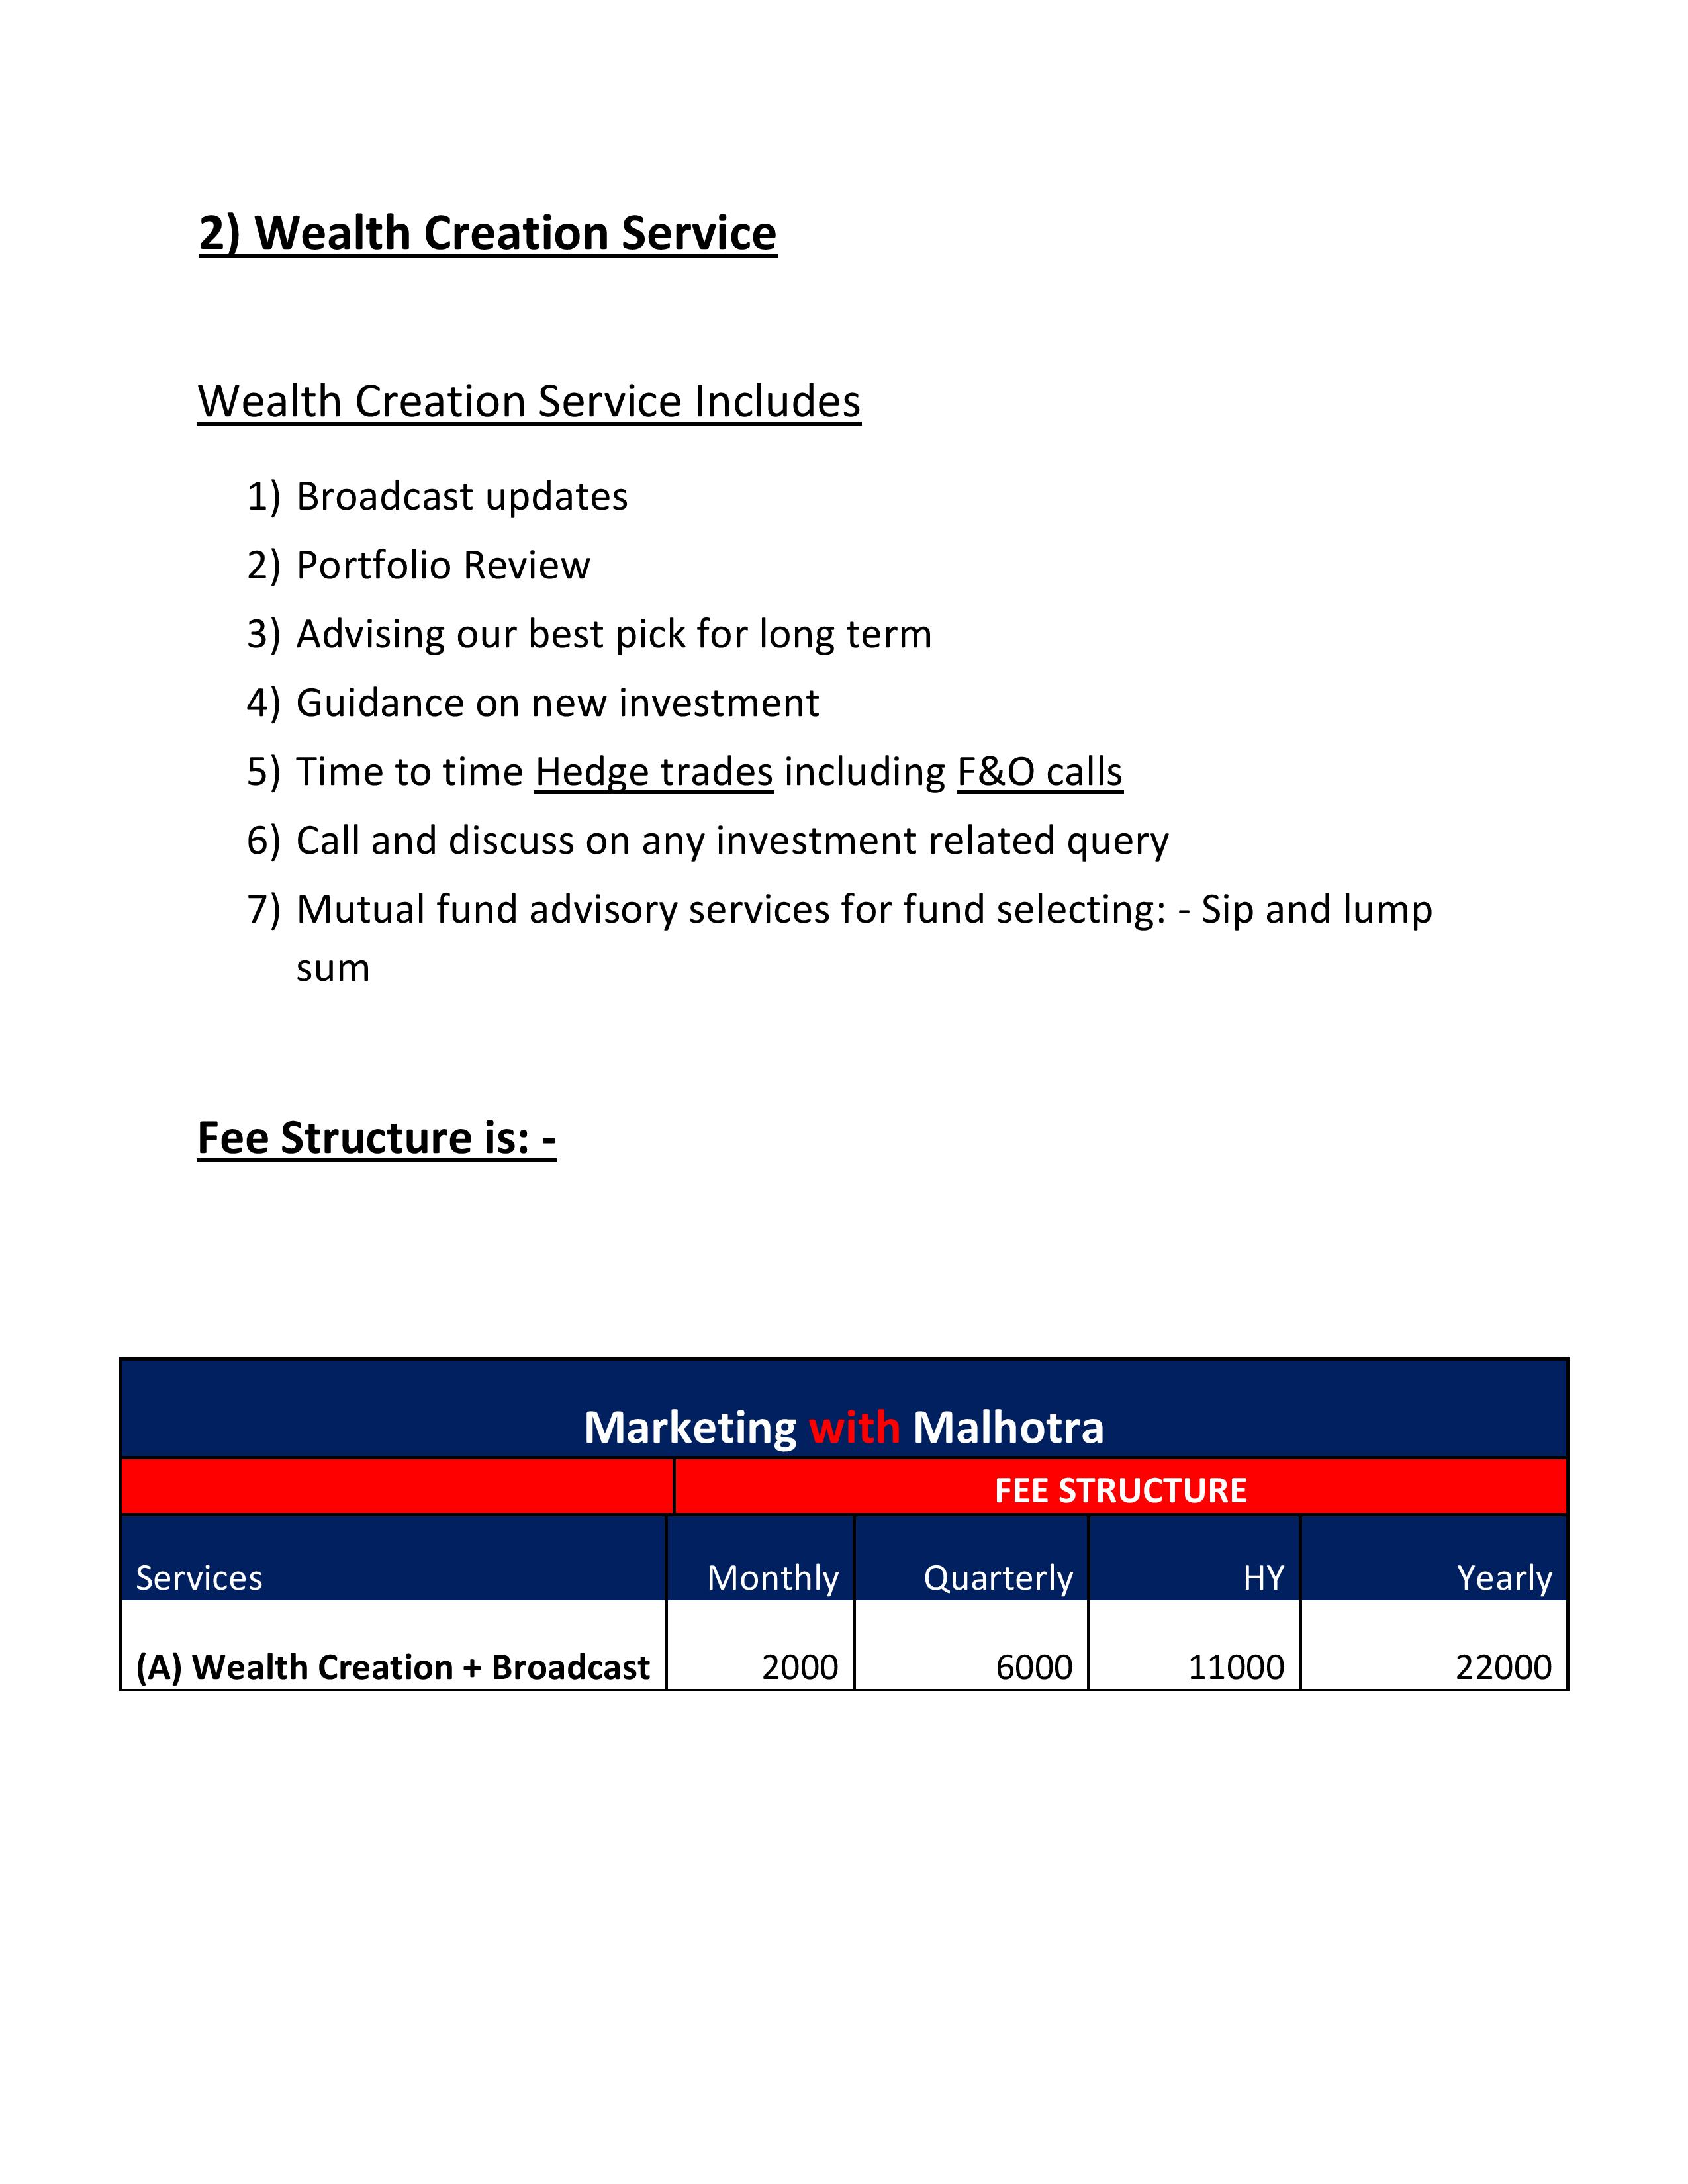 2) Wealth Creation Service
Wealth Creation Service Includes
1) Broadcast updates
2) Portfolio Review
3) Advising our best pick for long term
4) Guidance on new investment
5) Time to time Hedge trades including F&O calls
6) Call and discuss on any investment related query
7) Mutual fund advisory services for fund selecting: - Sip and lump
sum
Fee Structure is: -
Marketing with Malhotra
FEE STRUCTURE
Services Monthly Quarterly HY Yearly
(A) Wealth Creation + Broadcast 2000 6000 11000 22000